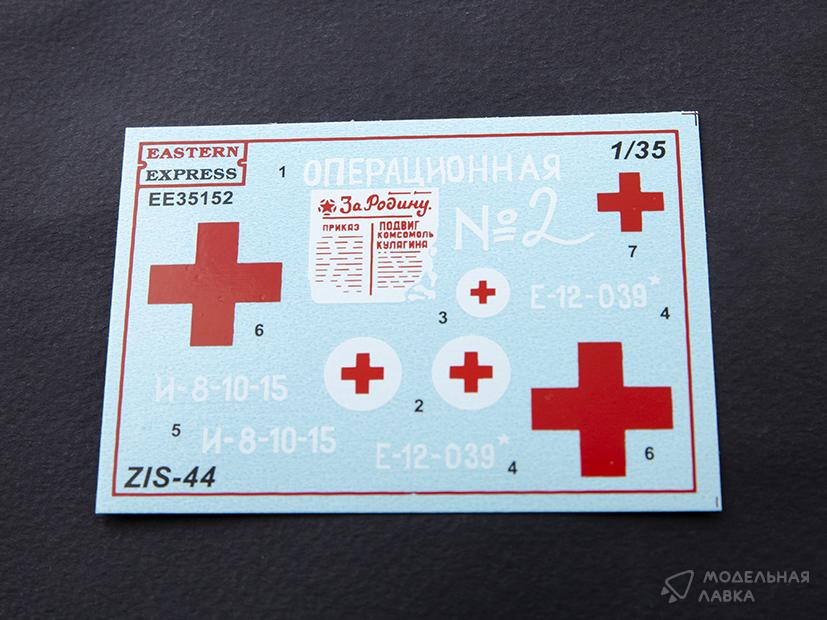 EASTERN
EXPRESS
EE35152
1
ОПЕРАЦИОННАЯ
1/35
За Родину.
ПРИКАЗ
ПОДВИГ
КОМСОМОЛЬ
КУЛЯГИНА
№2
7
6
3
Е-12-039*
4
И-8-10-15
2
5
И-8-10-15
Е-12-039*
4
6
ZIS-44
МОДЕЛЬНАЯ
ЛАВКА